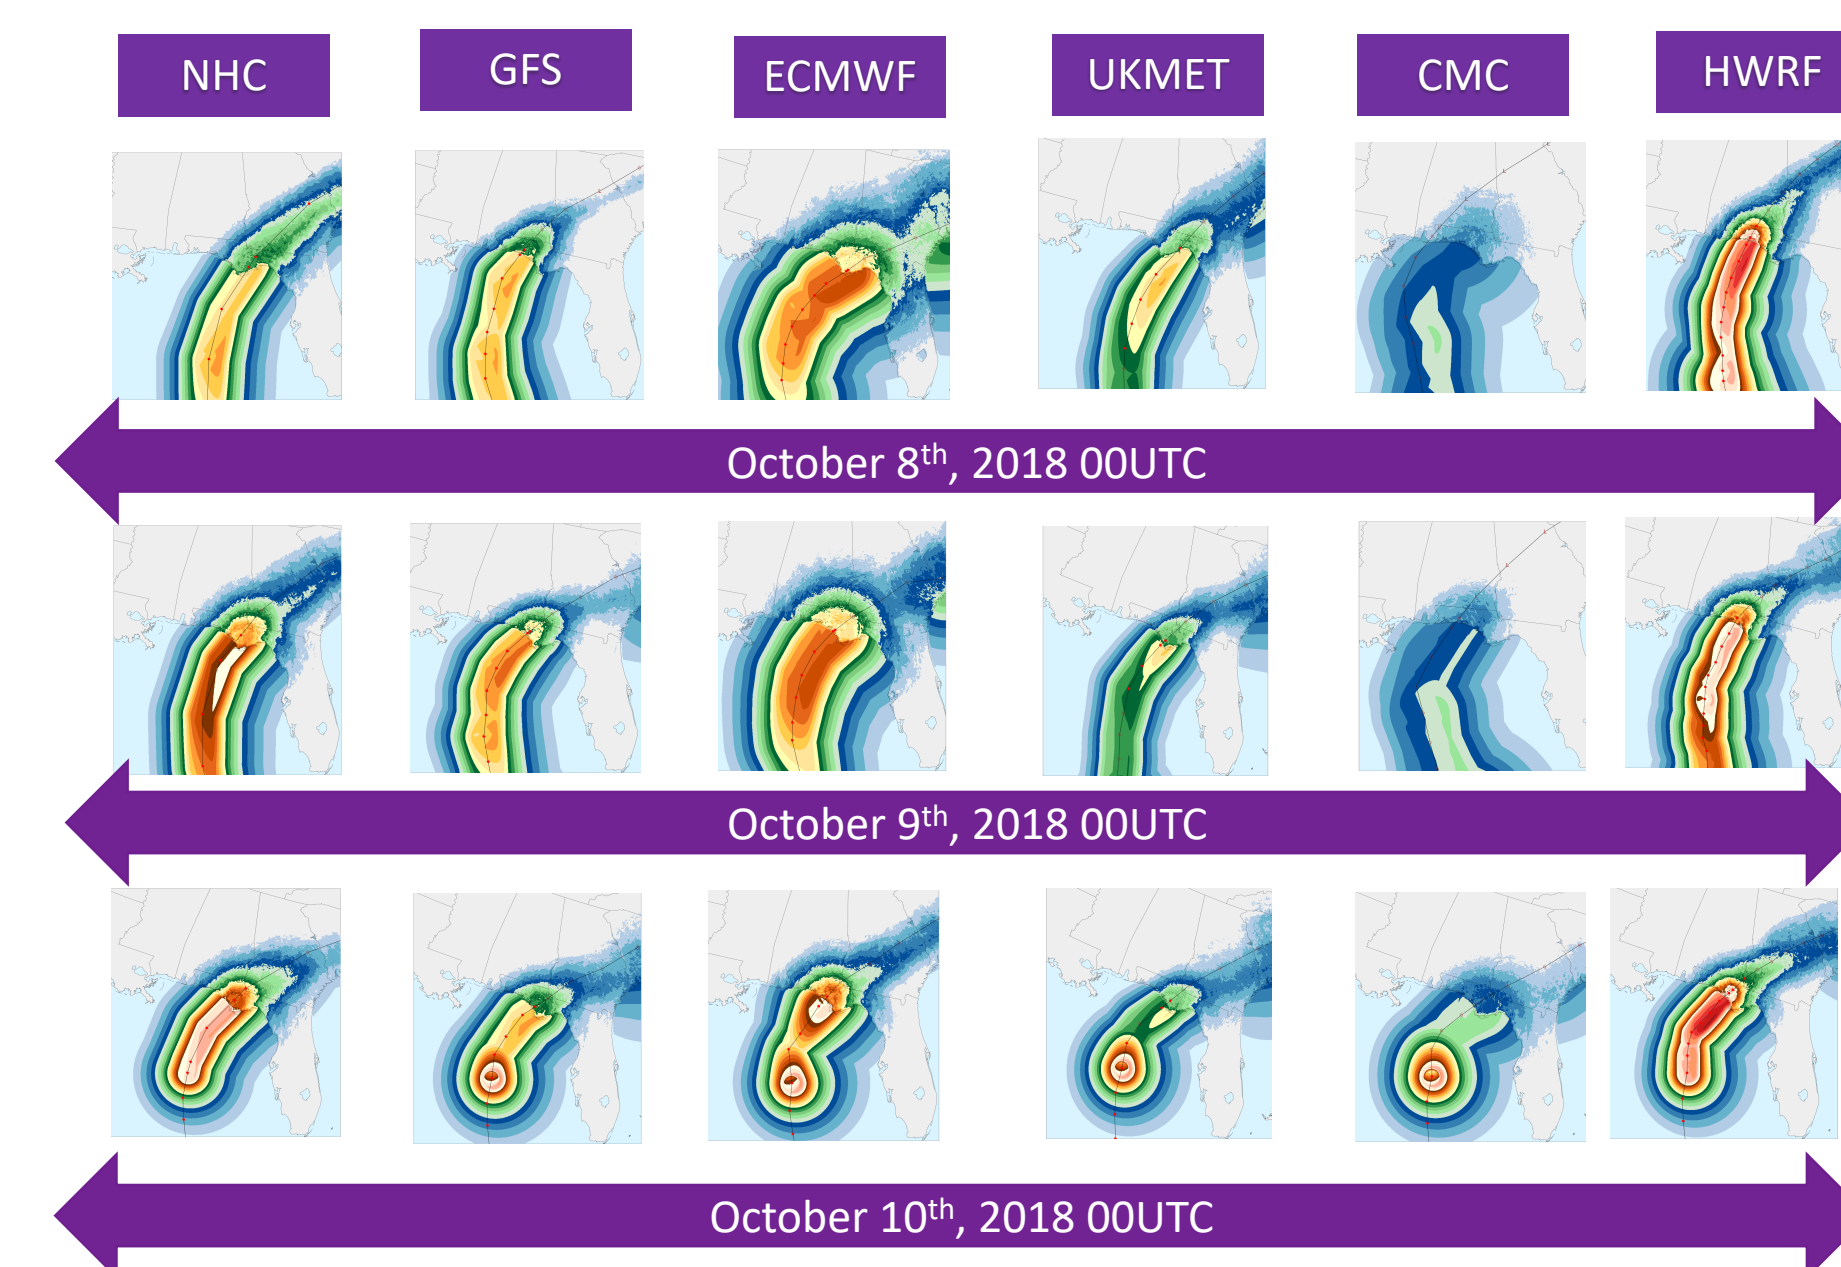 NHC
GFS
ECMWF
UKMET
CMC
HWRF
October 8th, 2018 00UTC
October 9th, 2018 00UTC
October 10th, 2018 00UTC